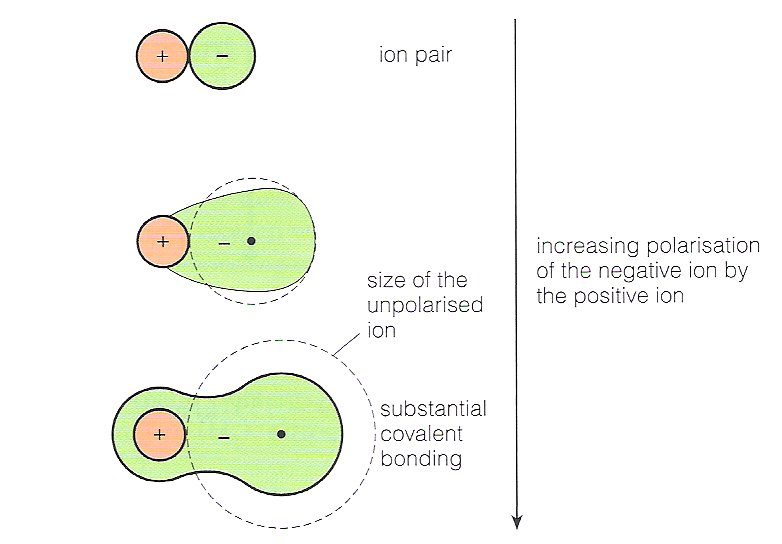 +
–
ion pair
+
–
increasing polarisation
of the negative ion by
the positive ion
size of the
unpolarised
ion
+
–
substantial
covalent
bonding